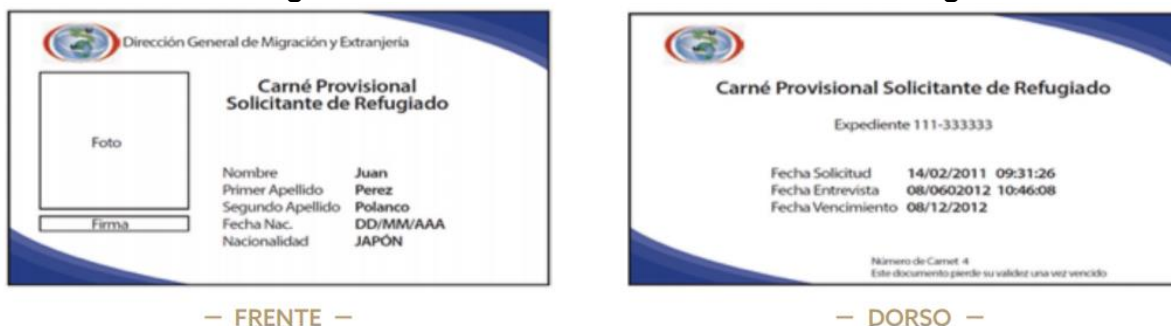 Dirección General de Migración y Extranjería
Carné Provisional
Solicitante de Refugiado
Foto
Firma
Nombre Juan
Primer Apellido Perez
Segundo Apellido Polanco
Fecha Nac. DD/MM/AAA
Nacionalidad JAPÓN
— FRENTE —
Carné Provisional Solicitante de Refugiado
Expediente 111-333333
Fecha Solicitud 14/02/2011 09:31:26
Fecha Entrevista 08/0602012 10:46:08
Fecha Vencimiento 08/12/2012
Número de Carnet 4
Este documento pierde su validez una vez vencido
— DORSO —